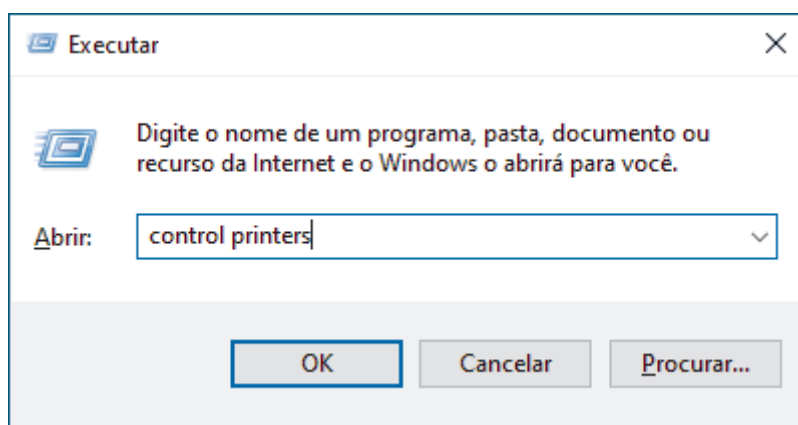 Executar
Digite o nome de um programa, pasta, documento ou
recurso da Internet e o Windows o abrirá para você.
Abrir: control printers
OK Cancelar Procurar...